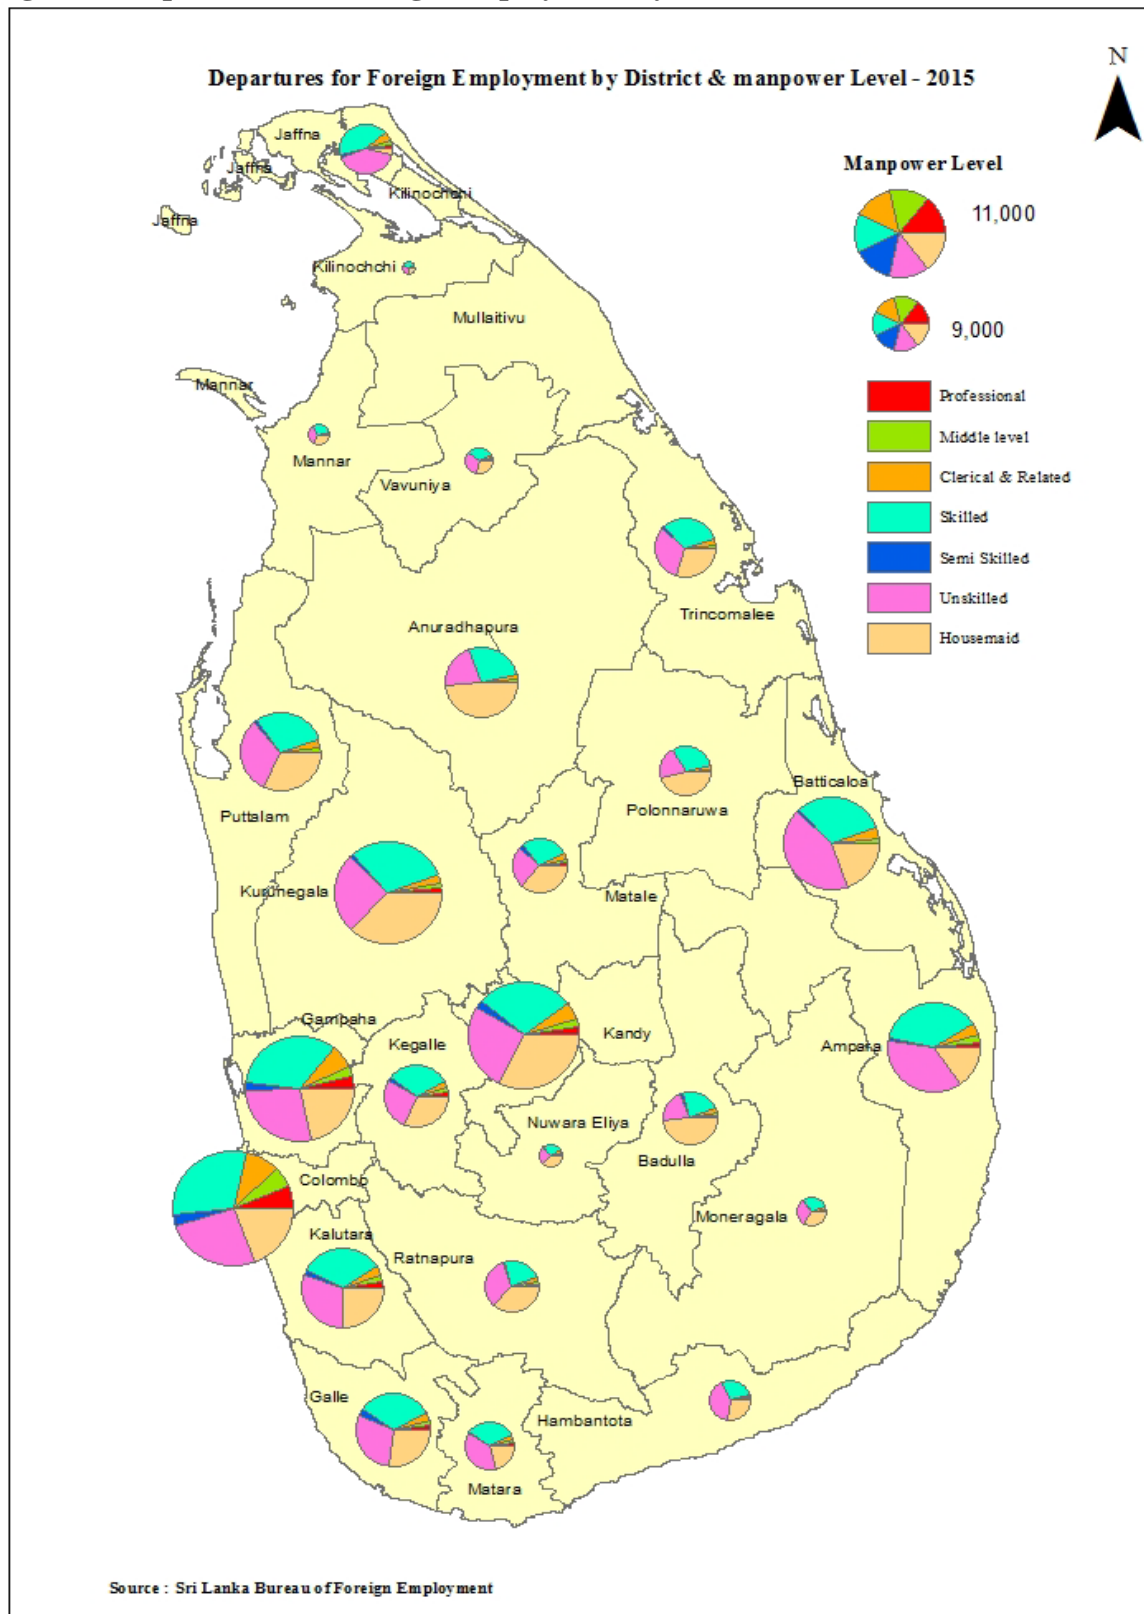 Departures for Foreign Employment by District & manpower Level - 2015
N
Manpower Level
11,000
9,000
Professional
Middle level
Clerical & Related
Skilled
Semi Skilled
Unskilled
Housemaid
Jaffna
Jaffna
Jaffna
Kilinochchi
Kilinochchi
Mullaitivu
Mannar
Mannar
Vavuniya
Trincomalee
Anuradhapura
Puttalam
Polonnaruwa
Batticaloa
Kurunegala
Matale
Gampaha
Kegalle
Kandy
Ampara
Nuwara Eliya
Badulla
Colombo
Moneragala
Kalutara
Ratnapura
Galle
Hambantota
Matara
Source : Sri Lanka Bureau of Foreign Employment